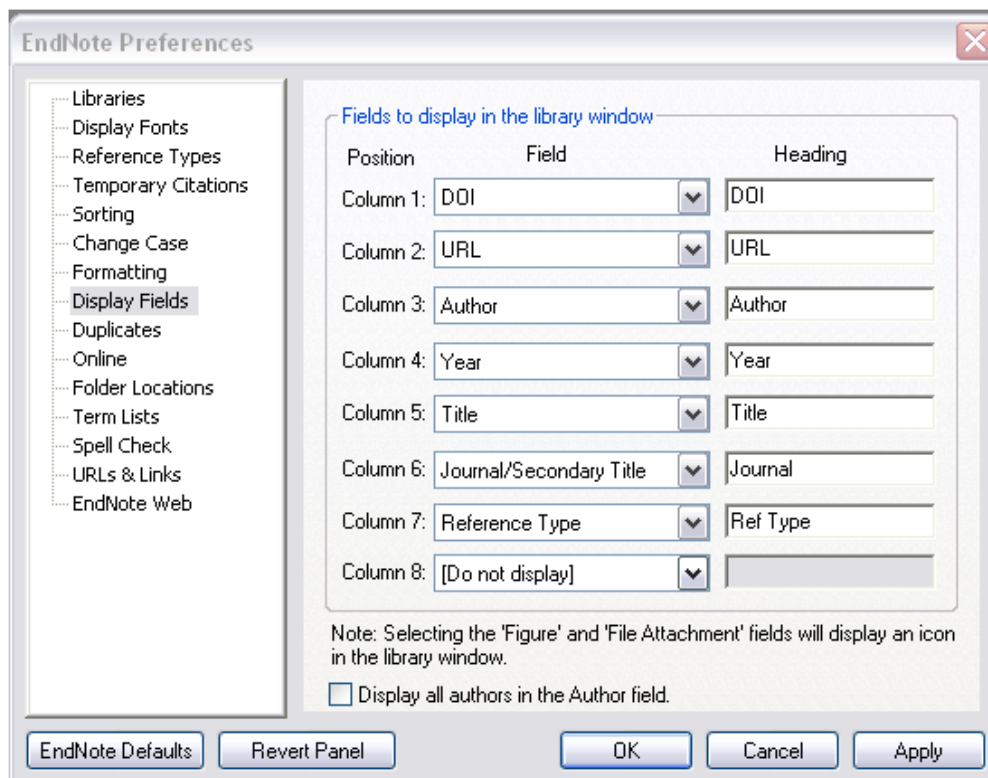 EndNote Preferences
Libraries
Display Fonts
Reference Types
Temporary Citations
Sorting
Change Case
Formatting
Display Fields
Duplicates
Online
Folder Locations
Term Lists
Spell Check
URLs & Links
EndNote Web
Fields to display in the library window
Position Field Heading
Column 1: DOI DOI
Column 2: URL URL
Column 3: Author Author
Column 4: Year Year
Column 5: Title Title
Column 6: Journal/Secondary Title Journal
Column 7: Reference Type Ref Type
Column 8: [Do not display]
Note: Selecting the 'Figure' and 'File Attachment' fields will display an icon
in the library window.
Display all authors in the Author field.
EndNote Defaults Revert Panel OK Cancel Apply